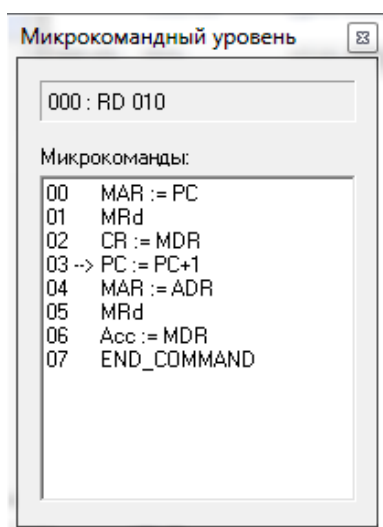 Микрокомандный уровень
000 : RD 010
Микрокоманды:
00 MAR := PC
01 MRd
02 CR := MDR
03 --> PC := PC+1
04 MAR := ADR
05 MRd
06 Acc := MDR
07 END_COMMAND